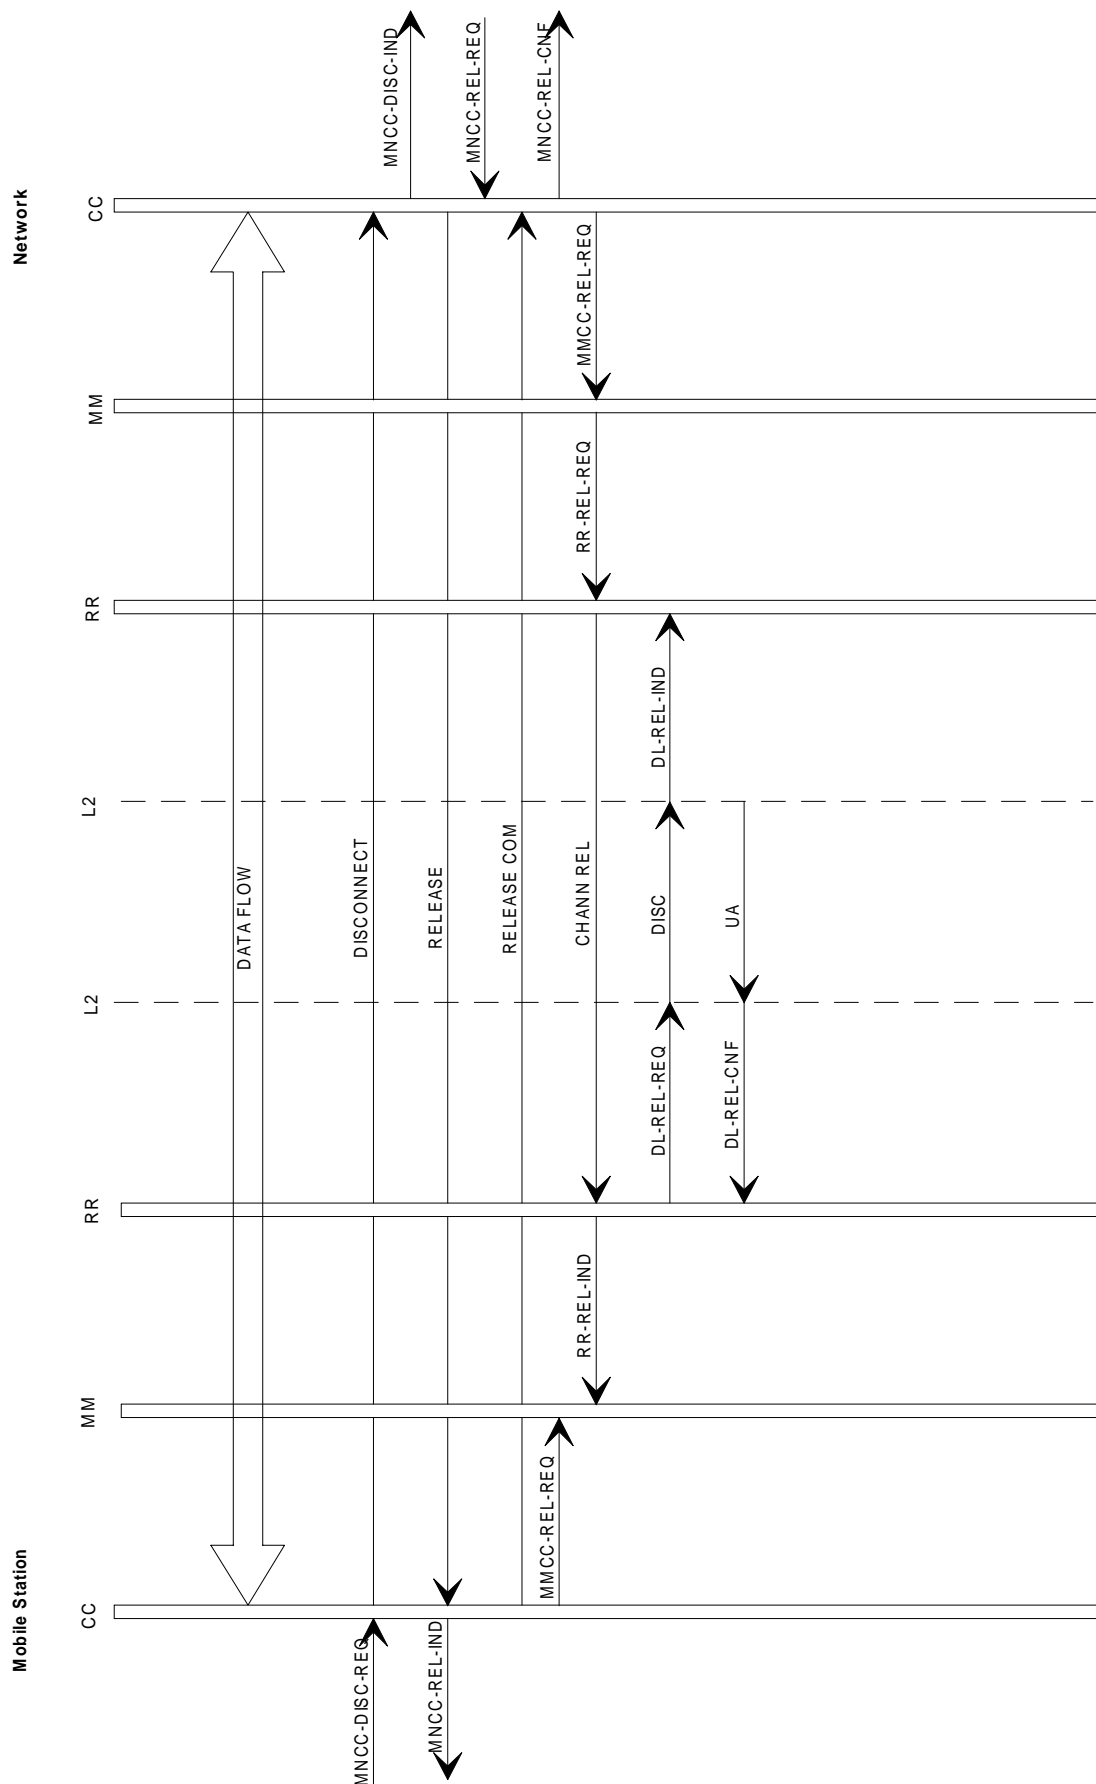 Mobile Station
Network
CC
MM
RR
L2
L2
RR
MM
CC
DATA FLOW
MNCC-DISC-REQ
DISCONNECT
MNCC-DISC-IND
MNCC-REL-IND
RELEASE
MNCC-REL-REQ
RELEASE COM
MMCC-REL-REQ
MNCC-REL-CNF
RR-REL-IND
CHANN REL
RR-REL-REQ
MMCC-REL-REQ
DL-REL-REQ
DISC
DL-REL-IND
DL-REL-CNF
UA